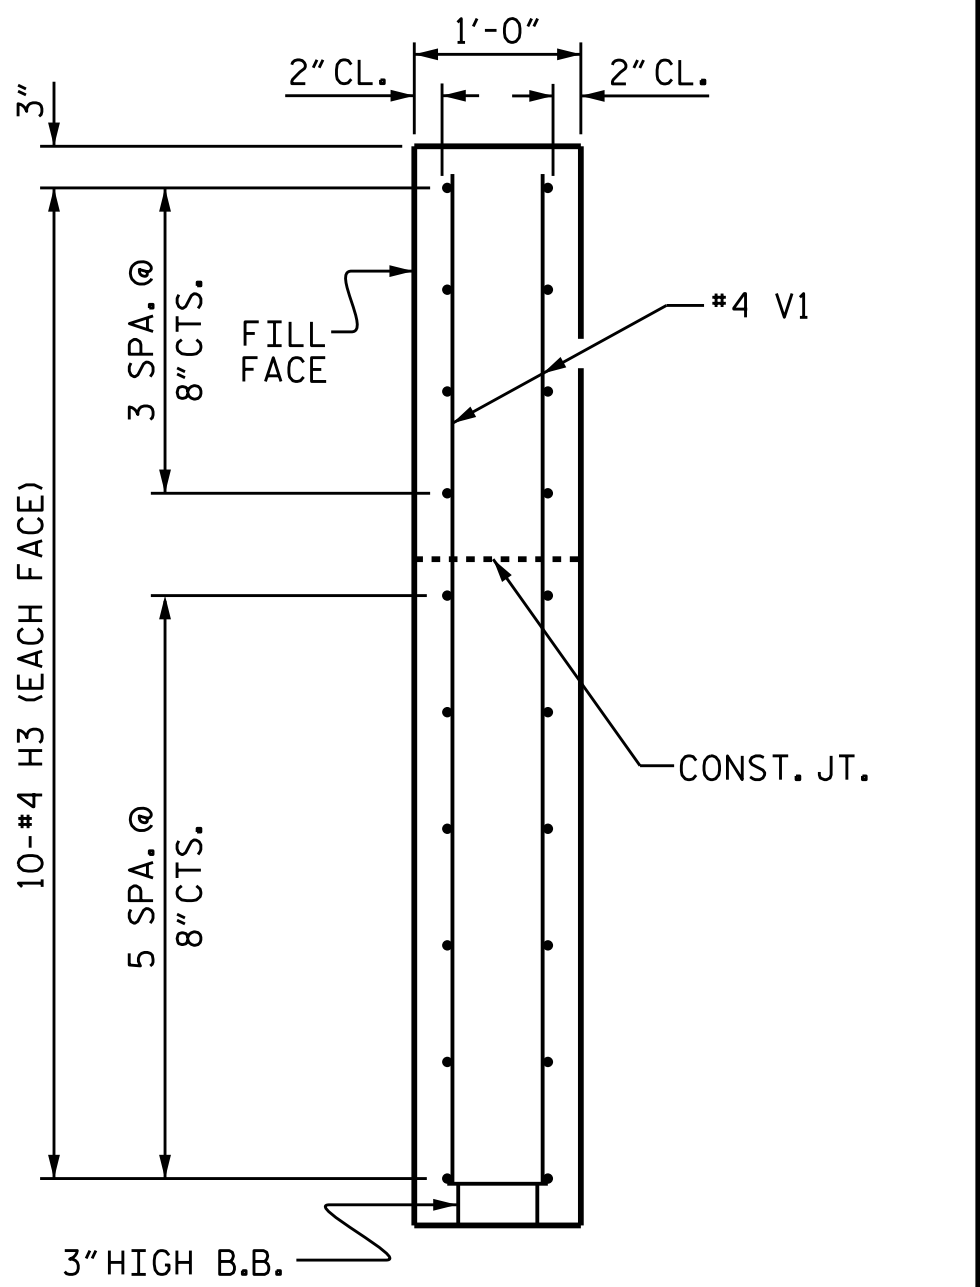 1'-0"
2" CL.
2" CL.
3"
3 SPA. @
8" CTS.
FILL
FACE
#4 V1
10-#4 H3 (EACH FACE)
CONST. JT.
5 SPA. @
8" CTS.
3" HIGH B.B.